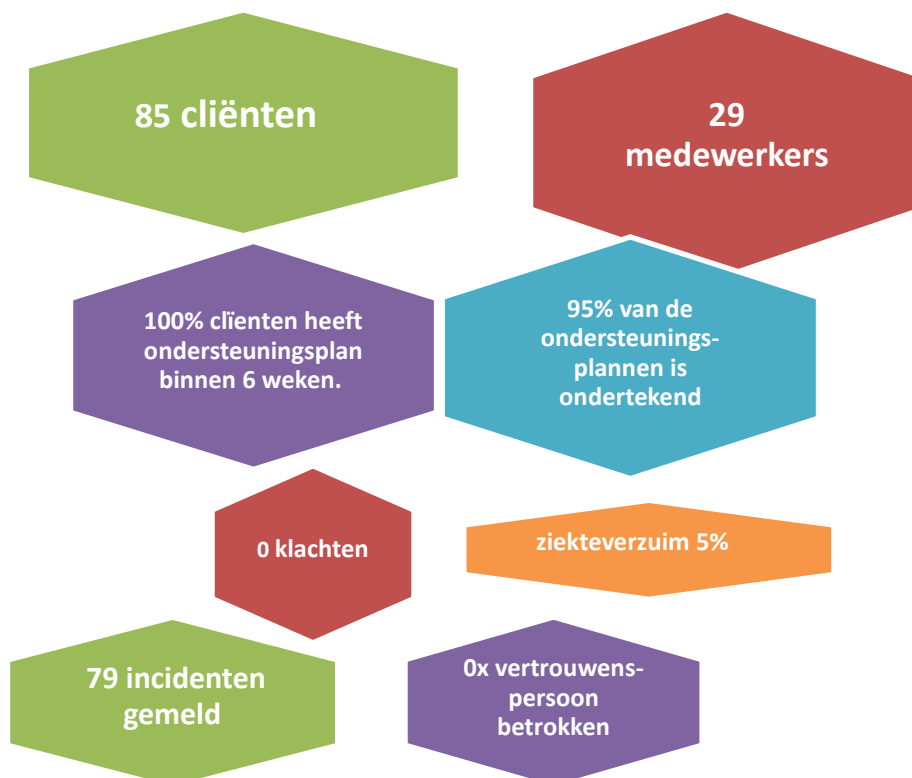 85 cliënten
29
medewerkers
100% clïenten heeft
ondersteuningsplan
binnen 6 weken.
95% van de
ondersteunings-
plannen is
ondertekend
0 klachten
ziekteverzuim 5%
79 incidenten
gemeld
0x vertrouwens-
persoon
betrokken